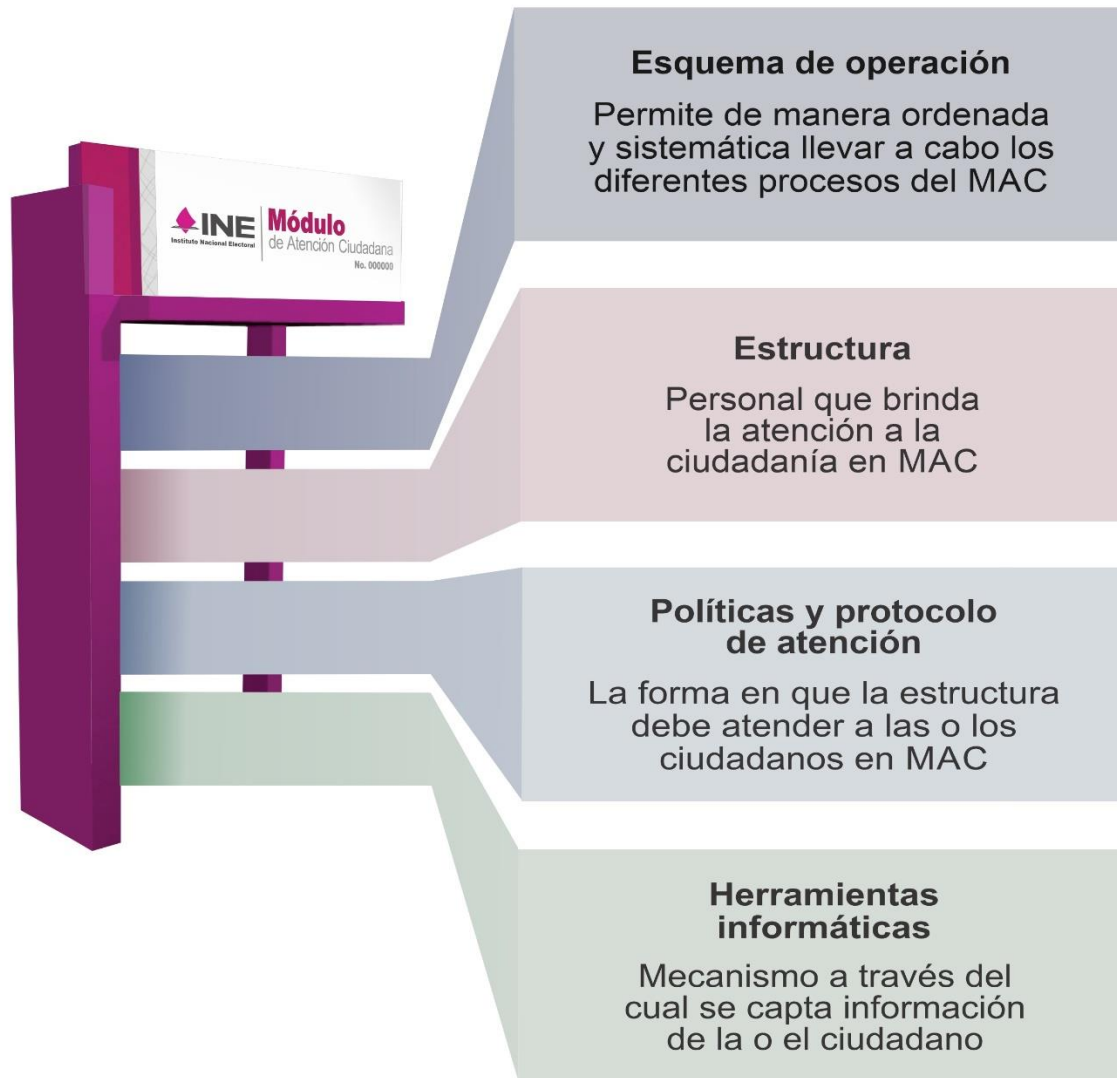 INE
Instituto Nacional Electoral
Módulo
de Atención Ciudadana
No. 000000
Esquema de operación
Permite de manera ordenada
y sistemática llevar a cabo los
diferentes procesos del MAC
Estructura
Personal que brinda
la atención a la
ciudadanía en MAC
Políticas y protocolo
de atención
La forma en que la estructura
debe atender a las o los
ciudadanos en MAC
Herramientas
informáticas
Mecanismo a través del
cual se capta información
de la o el ciudadano